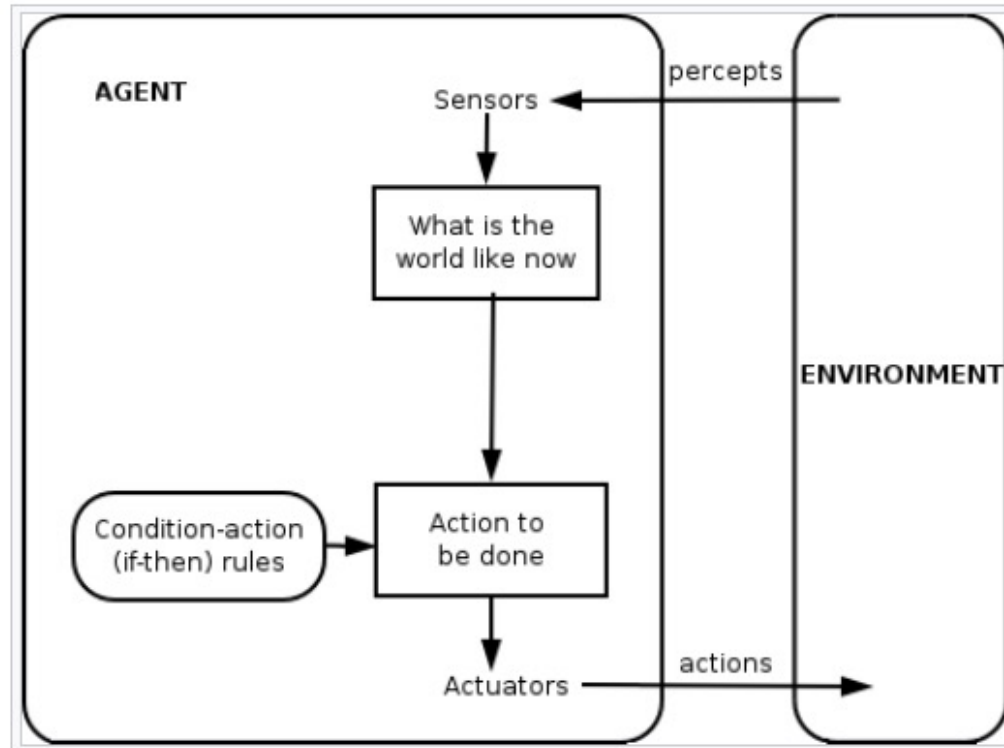 AGENT
percepts
Sensors
What is the
world like now
ENVIRONMENT
Condition-action
(if-then) rules
Action to
be done
actions
Actuators